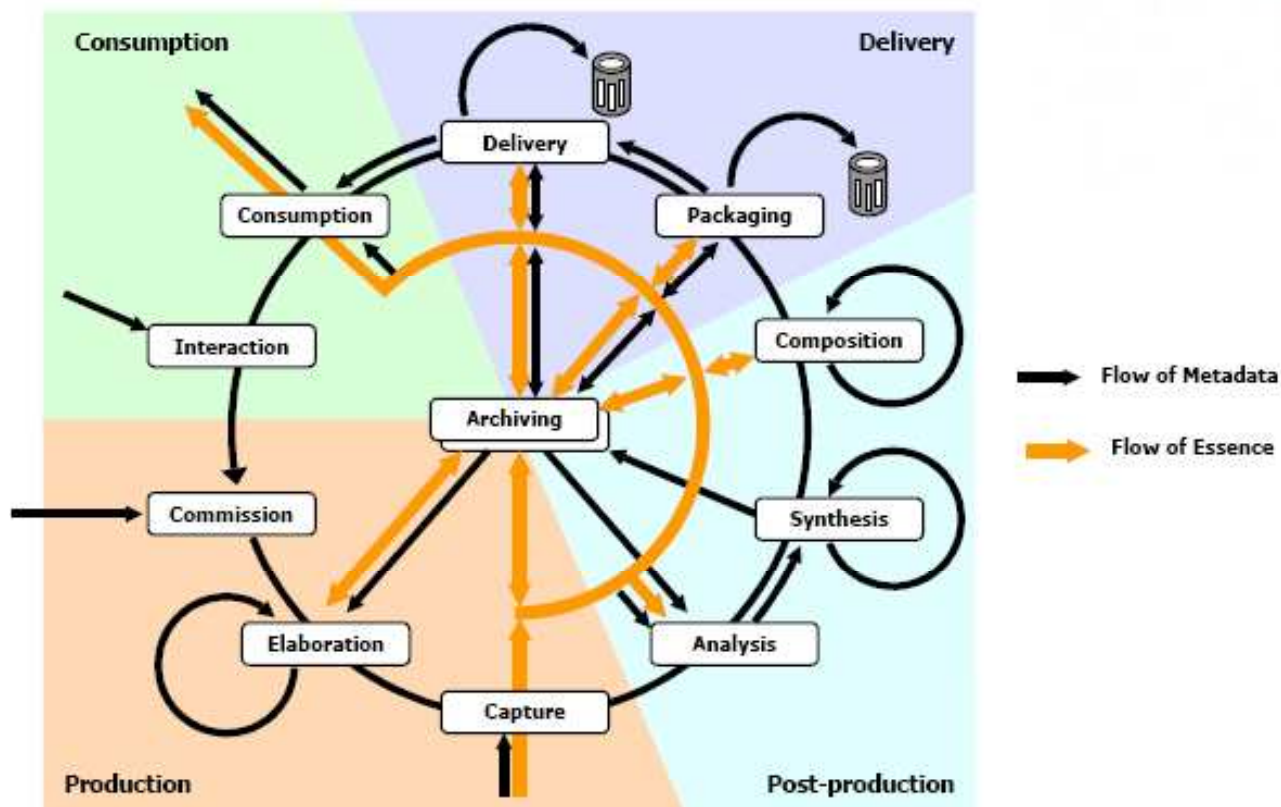 Consumption
Delivery
Delivery
Consumption
Packaging
Interaction
Composition
Flow of Metadata
Archiving
Flow of Essence
Commission
Synthesis
Elaboration
Analysis
Capture
Production
Post-production